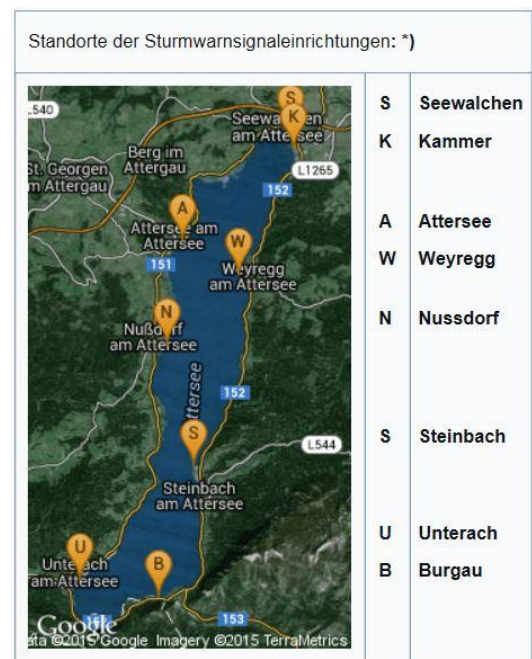 Standorte der Sturmwarnsignaleinrichtungen: *)
S Seewalchen
K Kammer
A Attersee
W Weyregg
N Nussdorf
S Steinbach
U Unterach
B Burgau
L540
S
Seewalchen
am Attersee
K
Berg im
Attergau
St. Georgen
im Attergau
L1265
152
A
Attersee am
Attersee
W
151
Weyregg
am Attersee
N
Nußdorf
am Attersee
152
Attersee
S
L544
Steinbach
am Attersee
U
Unterach
am Attersee
B
153
Google
©2015 Google Imagery ©2015 TerraMetrics